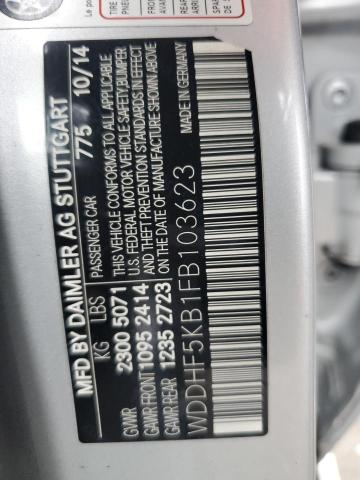 MFD BY DAIMLER AG STUTTGART
775 10/14
PASSENGER CAR
KG LBS
GVWR 2300 5071
GAWR FRONT 1095 2414
GAWR REAR 1235 2723
THIS VEHICLE CONFORMS TO ALL APPLICABLE
U.S. FEDERAL MOTOR VEHICLE SAFETY, BUMPER
AND THEFT PREVENTION STANDARDS IN EFFECT
ON THE DATE OF MANUFACTURE SHOWN ABOVE
WDDHF5KB1FB103623
MADE IN GERMANY